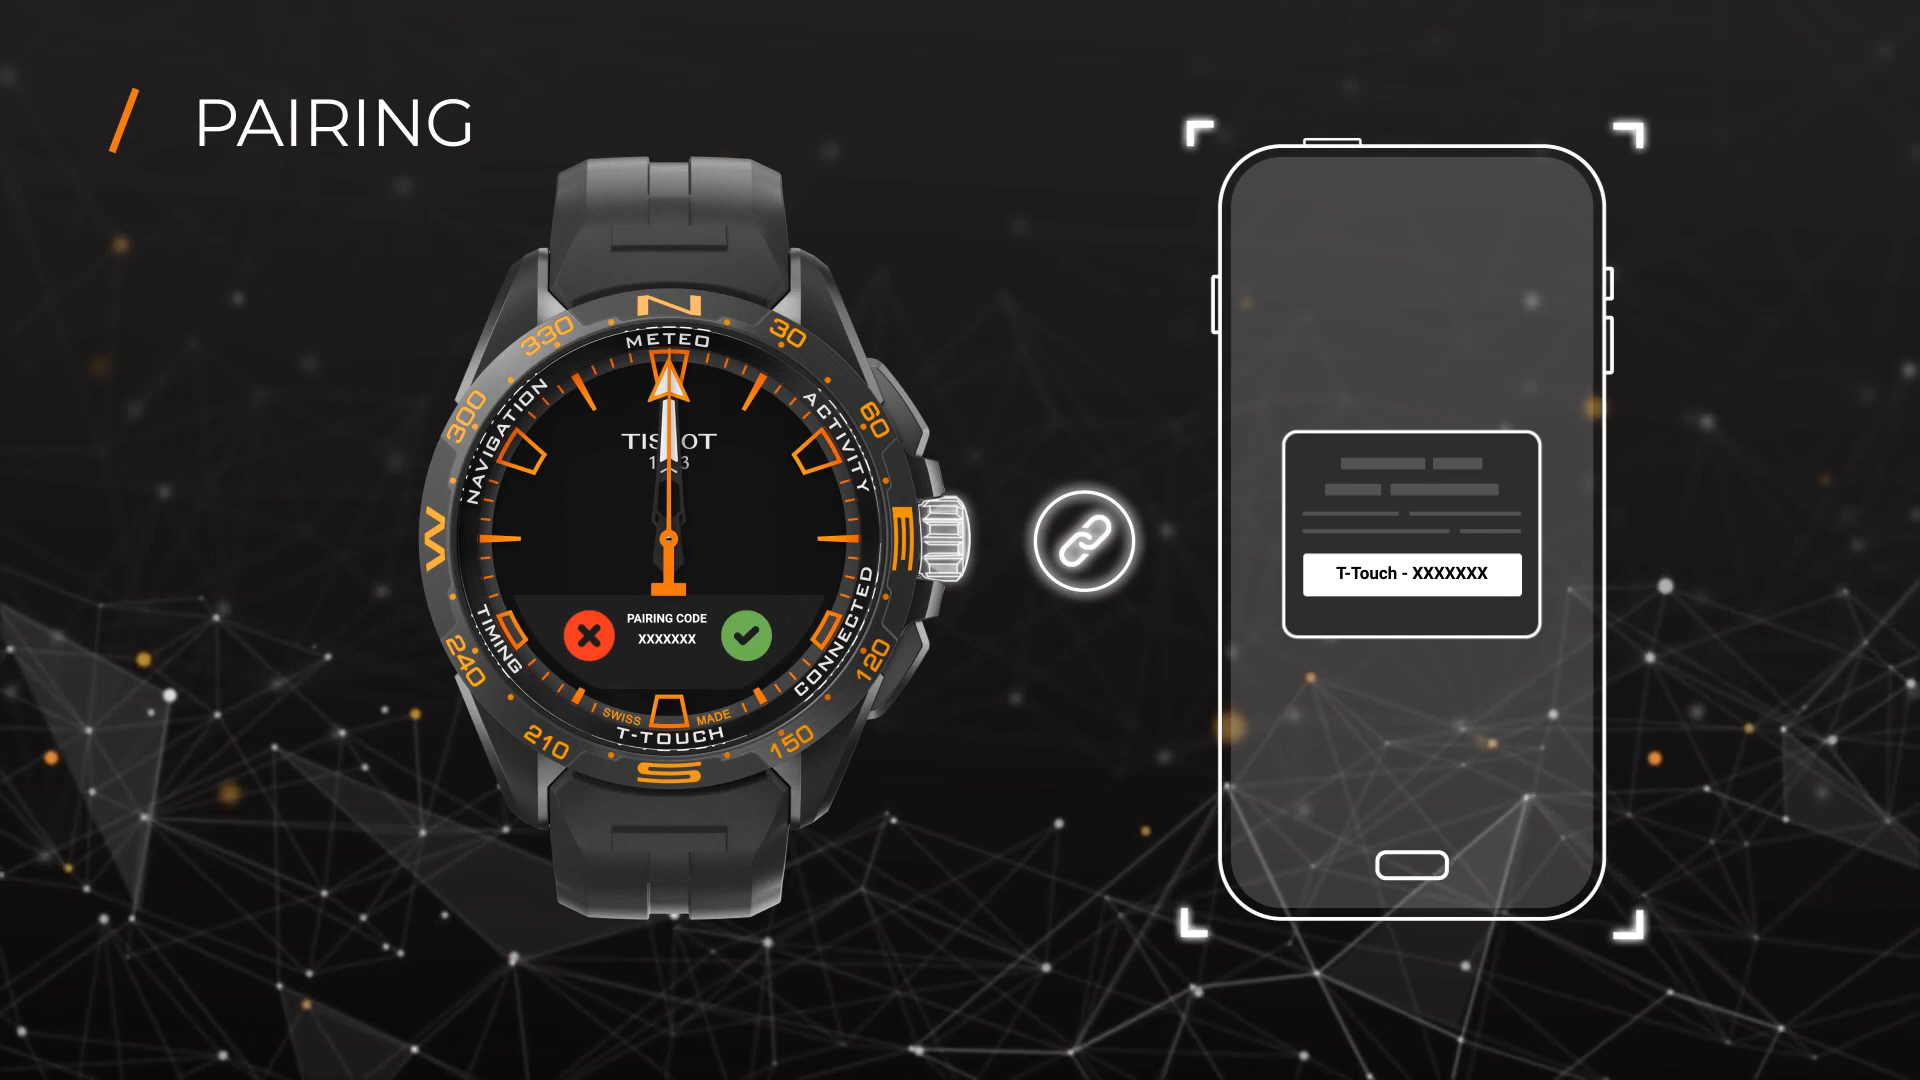 / PAIRING
N
30
60
E
120
150
S
210
240
W
300
330
METEO
ACTIVITY
CONNECTED
T-TOUCH
TIMING
NAVIGATION
TISSOT
PAIRING CODE
XXXXXXX
SWISS MADE
T-Touch - XXXXXXX